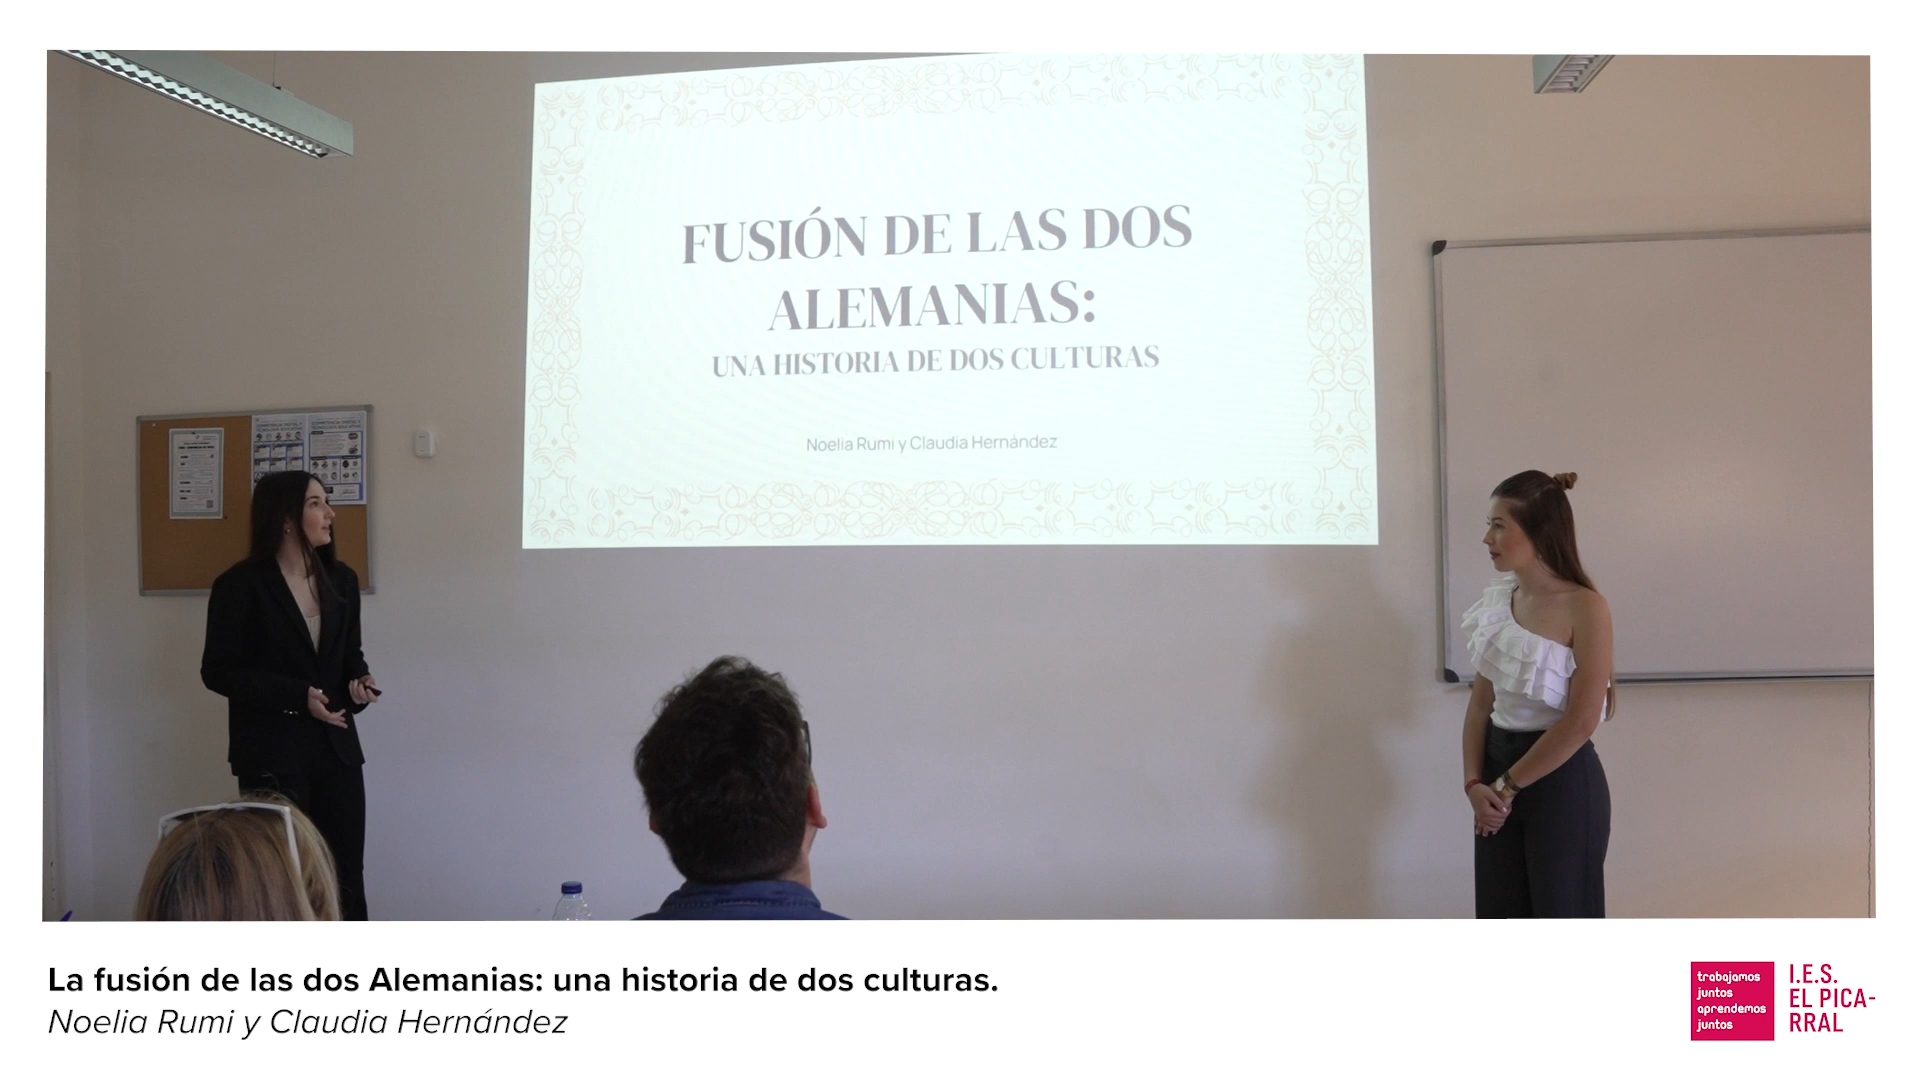 FUSIÓN DE LAS DOS
ALEMANIAS:
UNA HISTORIA DE DOS CULTURAS
Noelia Rumi y Claudia Hernández
La fusión de las dos Alemanias: una historia de dos culturas.
Noelia Rumi y Claudia Hernández
trabajamos
juntos
aprendemos
juntos
I.E.S.
EL PICA-
RRAL